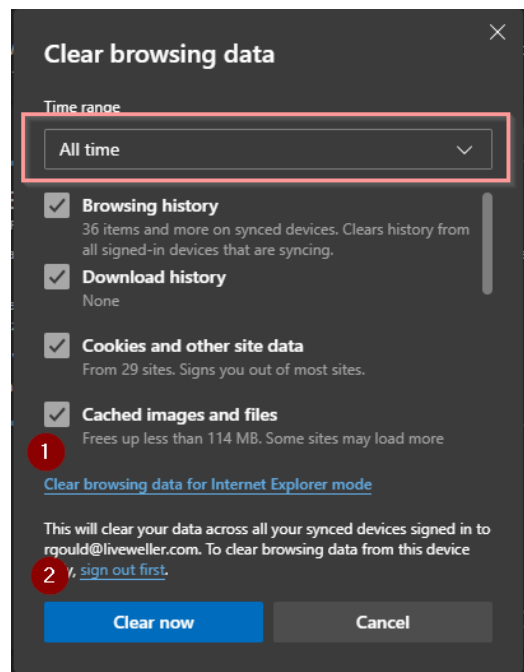 Clear browsing data
Time range
All time
Browsing history
36 items and more on synced devices. Clears history from
all signed-in devices that are syncing.
Download history
None
Cookies and other site data
From 29 sites. Signs you out of most sites.
Cached images and files
Frees up less than 114 MB. Some sites may load more
1
Clear browsing data for Internet Explorer mode
This will clear your data across all your synced devices signed in to
rgould@liveweller.com. To clear browsing data from this device
2 y, sign out first.
Clear now
Cancel